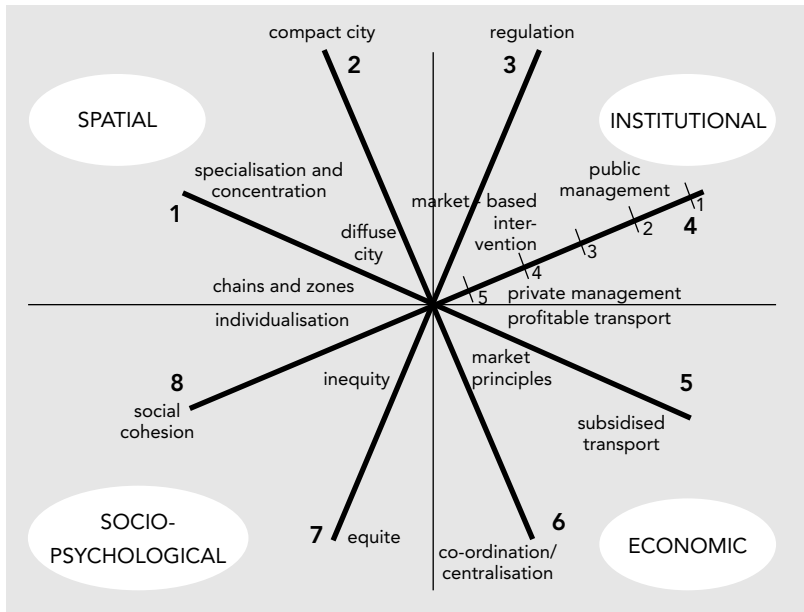 compact city
regulation
2
3
SPATIAL
INSTITUTIONAL
specialisation and
concentration
public
management
1
1
4
2
market - based
inter-
vention
diffuse
city
3
4
5
chains and zones
private management
individualisation
profitable transport
8
inequity
market
principles
5
social
cohesion
subsidised
transport
SOCIO-
PSYCHOLOGICAL
7
equite
6
co-ordination/
centralisation
ECONOMIC